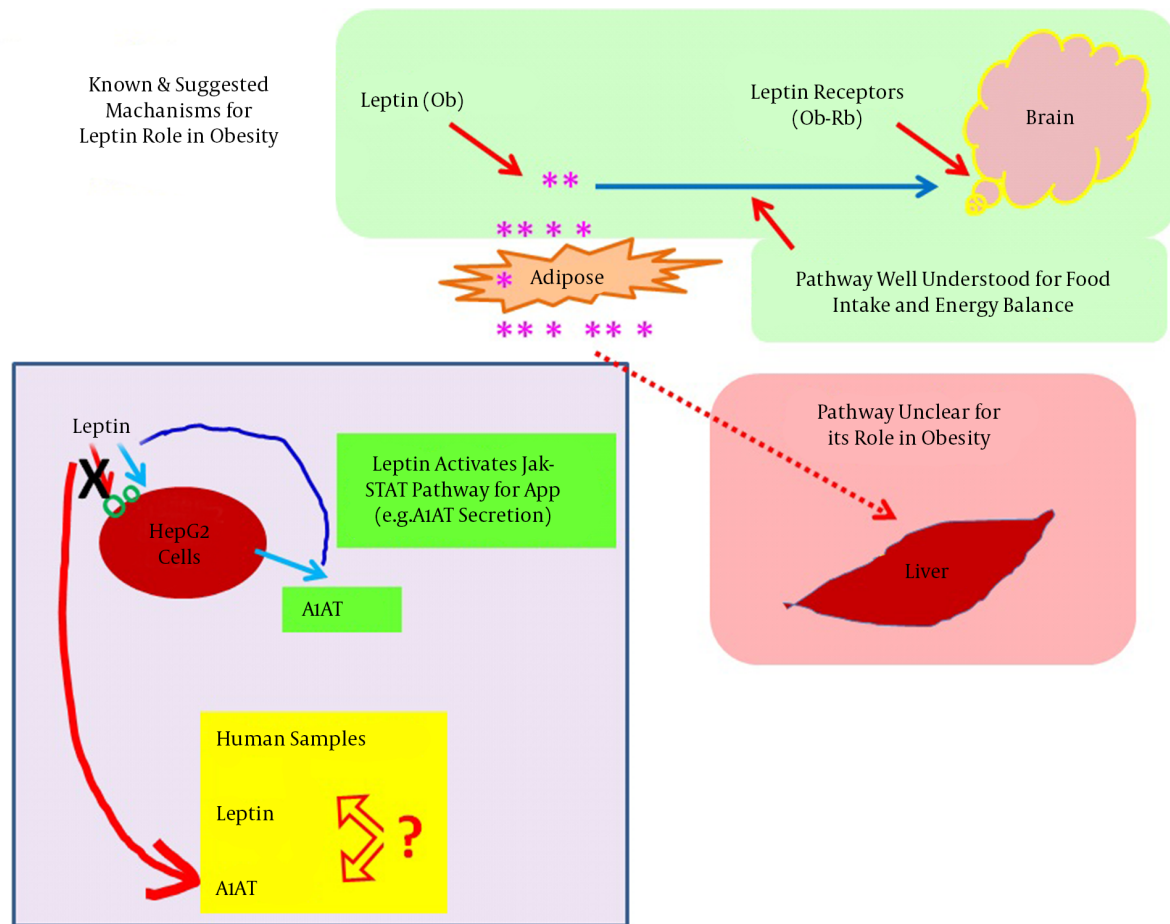 Known & Suggested
Machanisms for
Leptin Role in Obesity
Leptin (Ob)
Leptin Receptors
(Ob-Rb)
Brain
**
** * *
* Adipose
** * ** *
Pathway Well Understood for Food
Intake and Energy Balance
Pathway Unclear for
its Role in Obesity
Liver
Leptin
X
HepG2
Cells
Leptin Activates Jak-
STAT Pathway for App
(e.g.A1AT Secretion)
A1AT
Human Samples
Leptin
?
A1AT